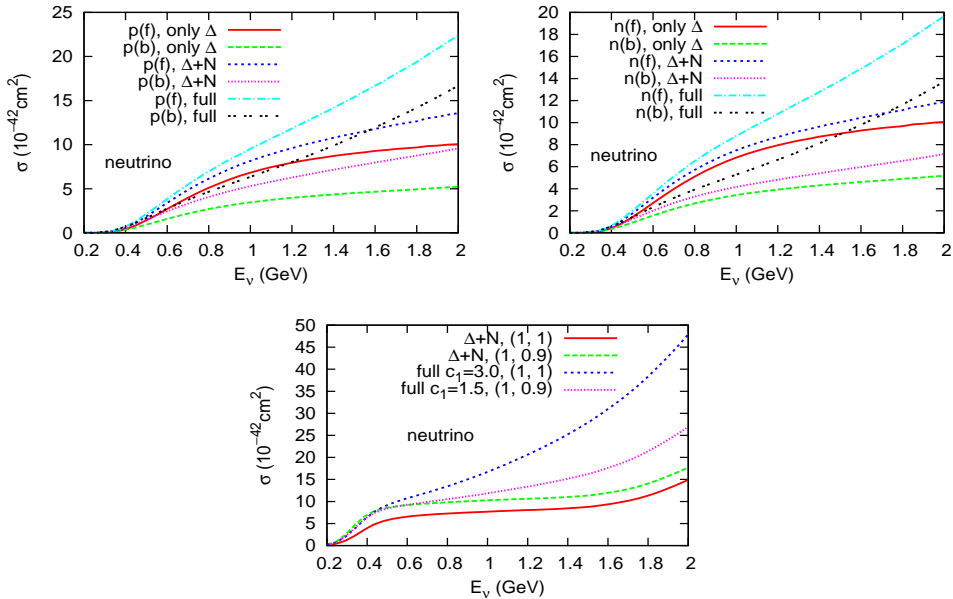 p(f), only Δ
p(b), only Δ
p(f), Δ+N
p(b), Δ+N
p(f), full
p(b), full
neutrino
σ (10⁻⁴²cm²)
0
5
10
15
20
25
0.2 0.4 0.6 0.8 1 1.2 1.4 1.6 1.8 2
E_ν (GeV)
n(f), only Δ
n(b), only Δ
n(f), Δ+N
n(b), Δ+N
n(f), full
n(b), full
neutrino
σ (10⁻⁴²cm²)
0
2
4
6
8
10
12
14
16
18
20
0.2 0.4 0.6 0.8 1 1.2 1.4 1.6 1.8 2
E_ν (GeV)
Δ+N, (1, 1)
Δ+N, (1, 0.9)
full c₁=3.0, (1, 1)
full c₁=1.5, (1, 0.9)
neutrino
σ (10⁻⁴²cm²)
0
5
10
15
20
25
30
35
40
45
50
0.2 0.4 0.6 0.8 1 1.2 1.4 1.6 1.8 2
E_ν (GeV)